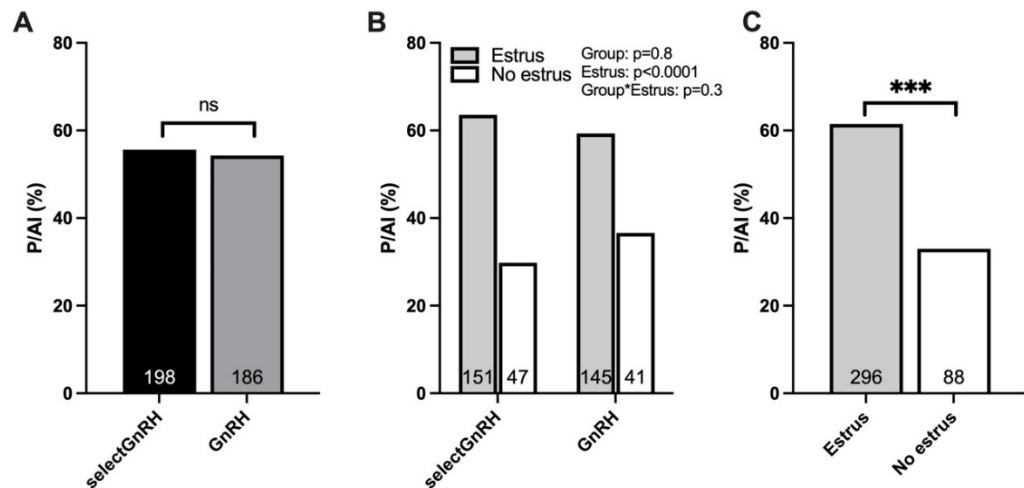 A
P/AI (%)
80
60
40
20
0
ns
198
186
selectGnRH
GnRH
B
P/AI (%)
80
60
40
20
0
Estrus
No estrus
Group: p=0.8
Estrus: p<0.0001
Group*Estrus: p=0.3
151
47
145
41
selectGnRH
GnRH
C
P/AI (%)
80
60
40
20
0
***
296
88
Estrus
No estrus